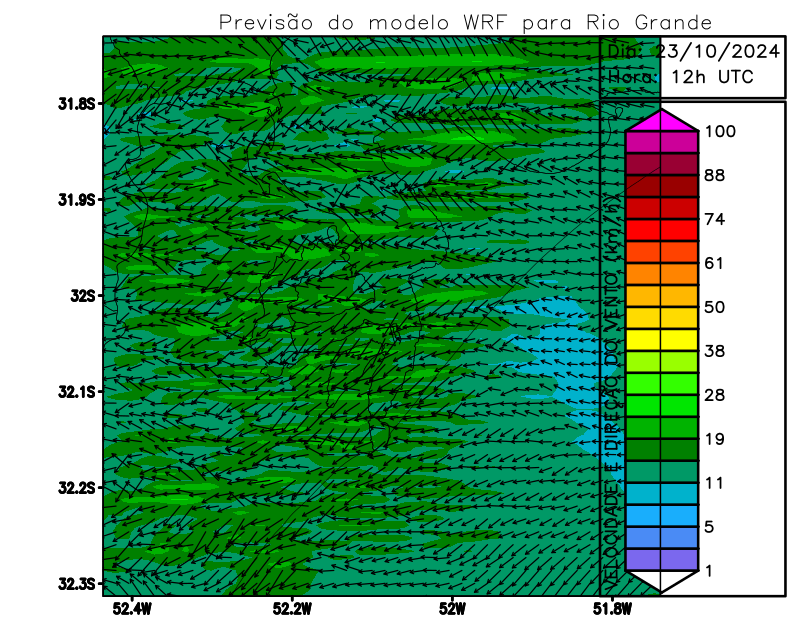 Previsão do modelo WRF para Rio Grande
Dia: 23/10/2024
Hora: 12h UTC
31.8S
31.9S
32S
32.1S
32.2S
32.3S
52.4W
52.2W
52W
51.8W
VELOCIDADE E DIREÇÃO DO VENTO (km/h)
100
88
74
61
50
38
28
19
11
5
1